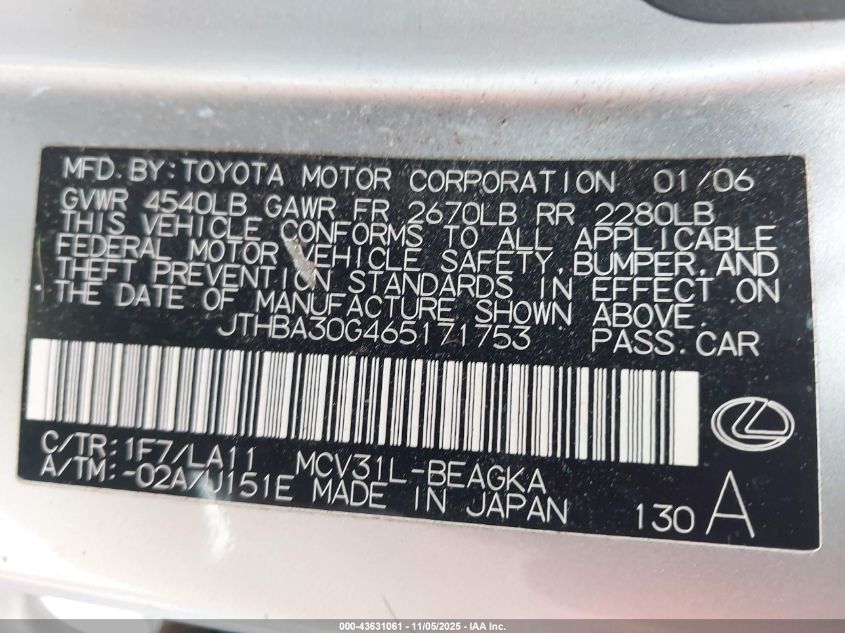 MFD. BY: TOYOTA MOTOR CORPORATION 01/06
GVWR 4540LB GAWR FR 2670LB RR 2280LB
THIS VEHICLE CONFORMS TO ALL APPLICABLE
FEDERAL MOTOR VEHICLE SAFETY, BUMPER, AND
THEFT PREVENTION STANDARDS IN EFFECT ON
THE DATE OF MANUFACTURE SHOWN ABOVE.
JTHBA30G465171753 PASS. CAR
C/TR: 1F7/LA11 MCV31L-BEAGKA
A/TM: -02A/U151E MADE IN JAPAN 130 A
000-43631061 - 11/05/2025 - IAA Inc.